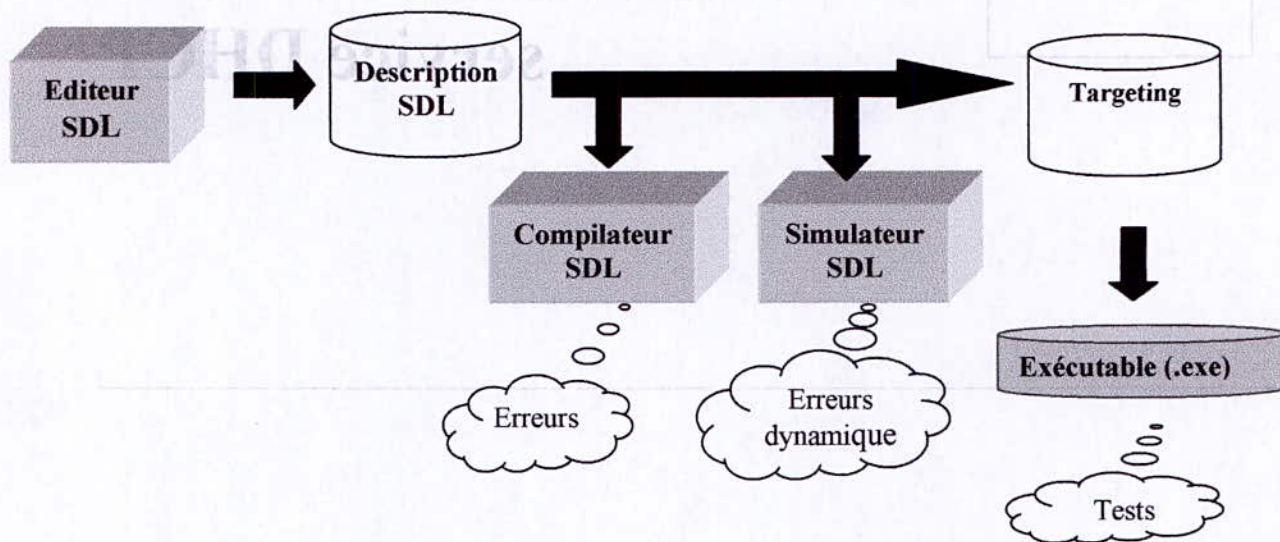 Editeur
SDL
Description
SDL
Targeting
Compilateur
SDL
Simulateur
SDL
Exécutable (.exe)
Erreurs
Erreurs
dynamique
Tests